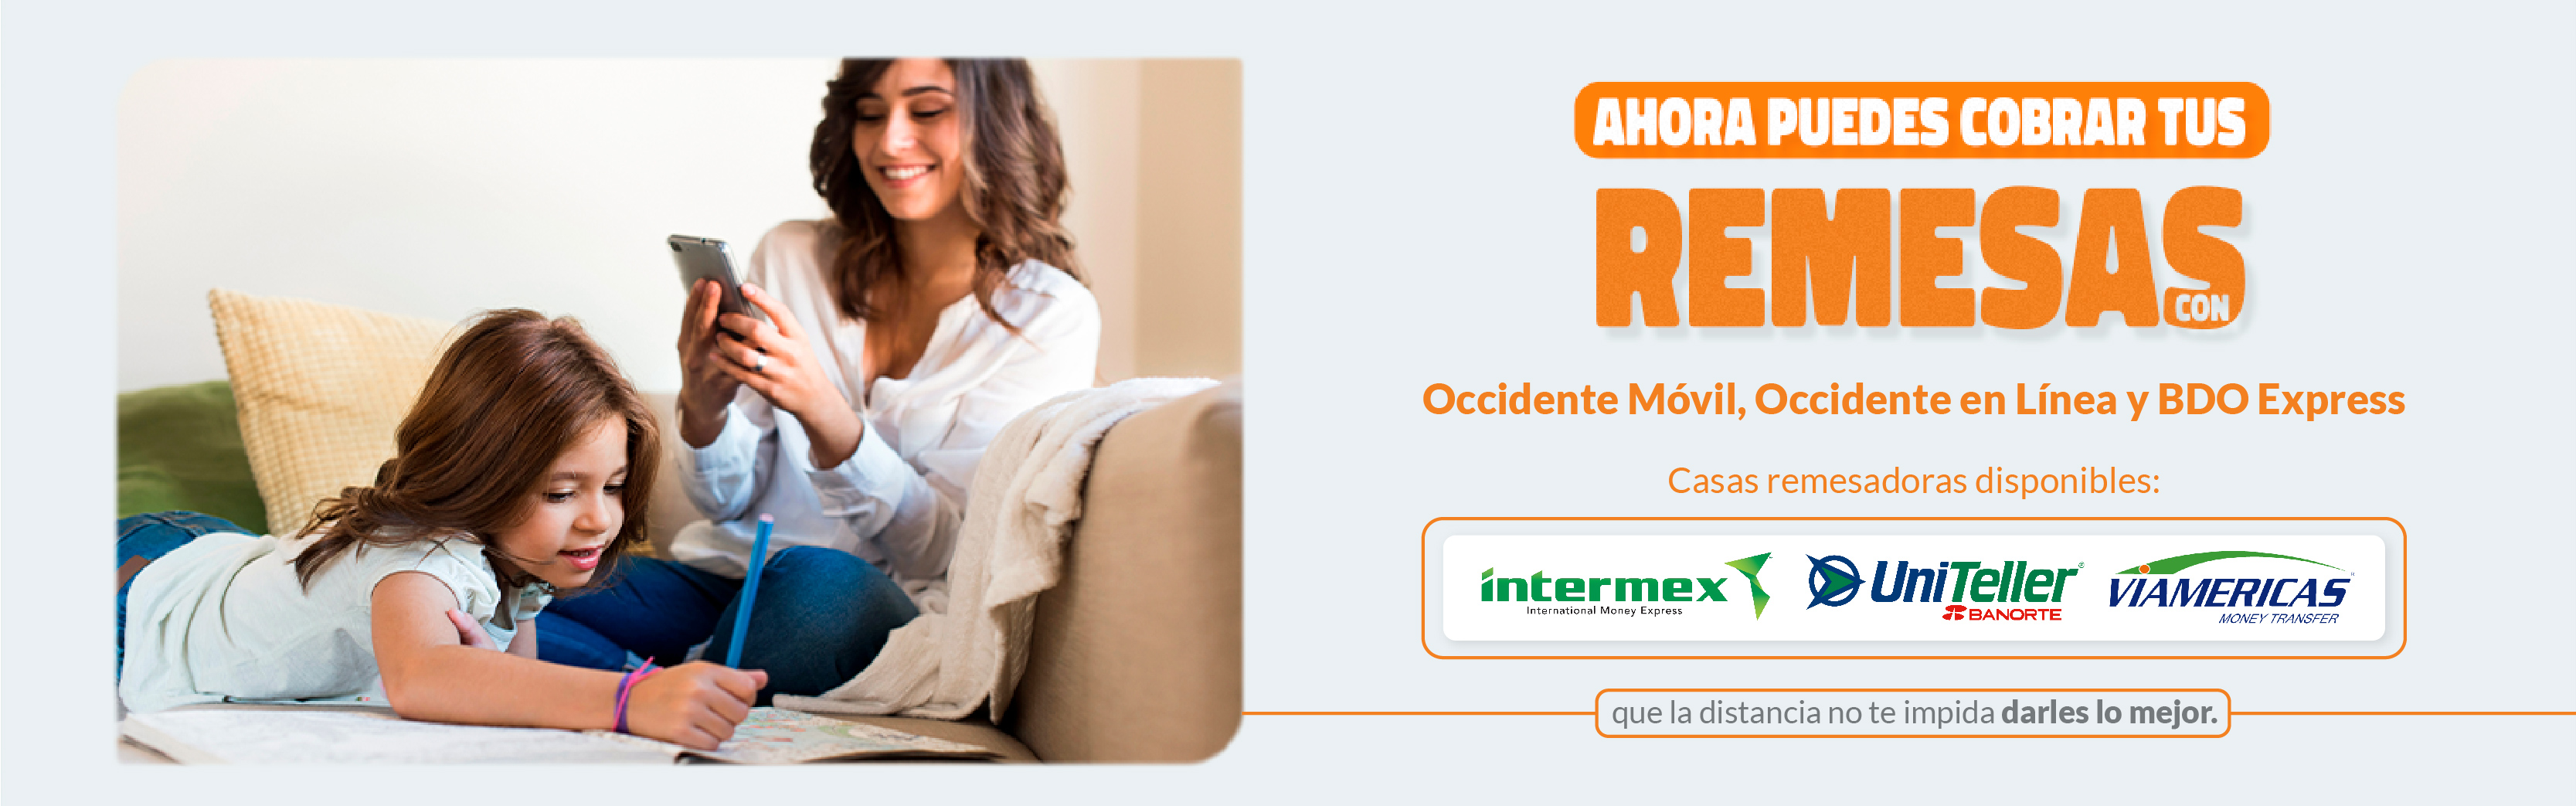 AHORA PUEDES COBRAR TUS
REMESAS
CON
Occidente Móvil, Occidente en Línea y BDO Express
Casas remesadoras disponibles:
intermex
International Money Express
UniTeller®
BANORTE
VIAMERICAS
MONEY TRANSFER
que la distancia no te impida darles lo mejor.